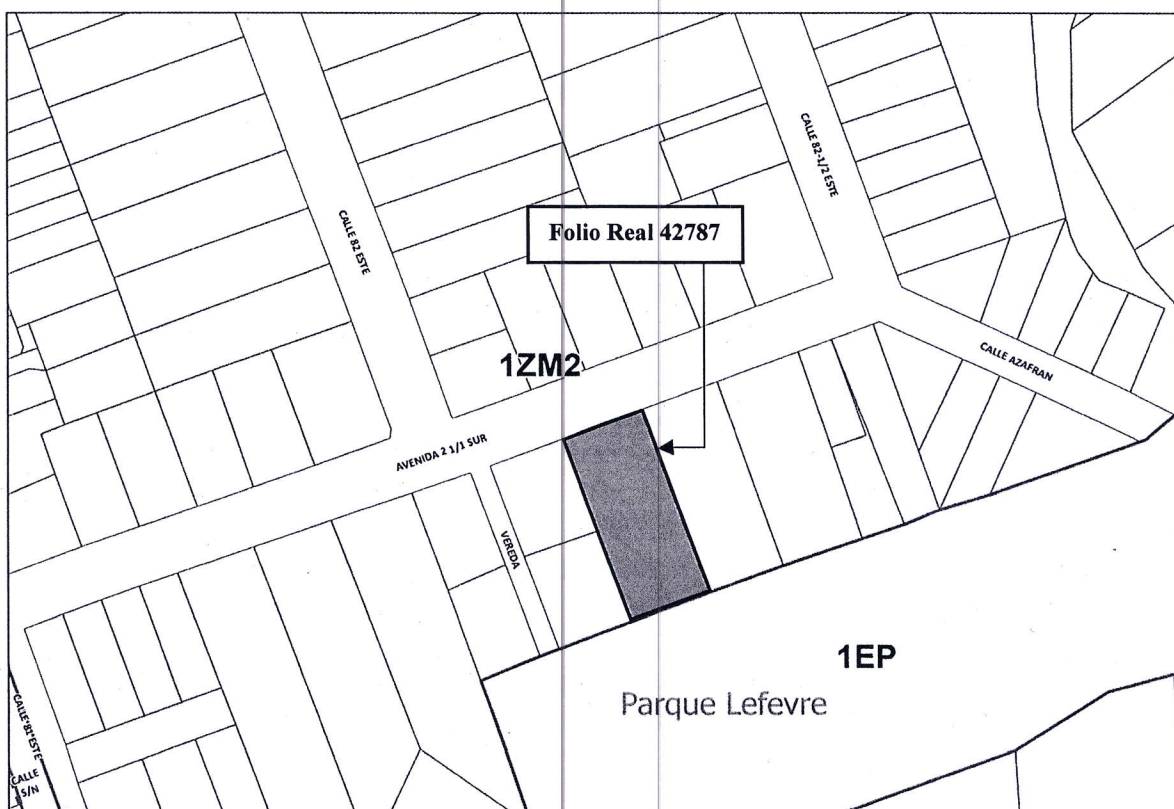 CALLE 82-1/2 ESTE
CALLE 82 ESTE
Folio Real 42787
1ZM2
CALLE AZAFRAN
AVENIDA 2 1/1 SUR
VEREDA
1EP
Parque Lefevre
CALLE 81 ESTE
CALLE
S/N